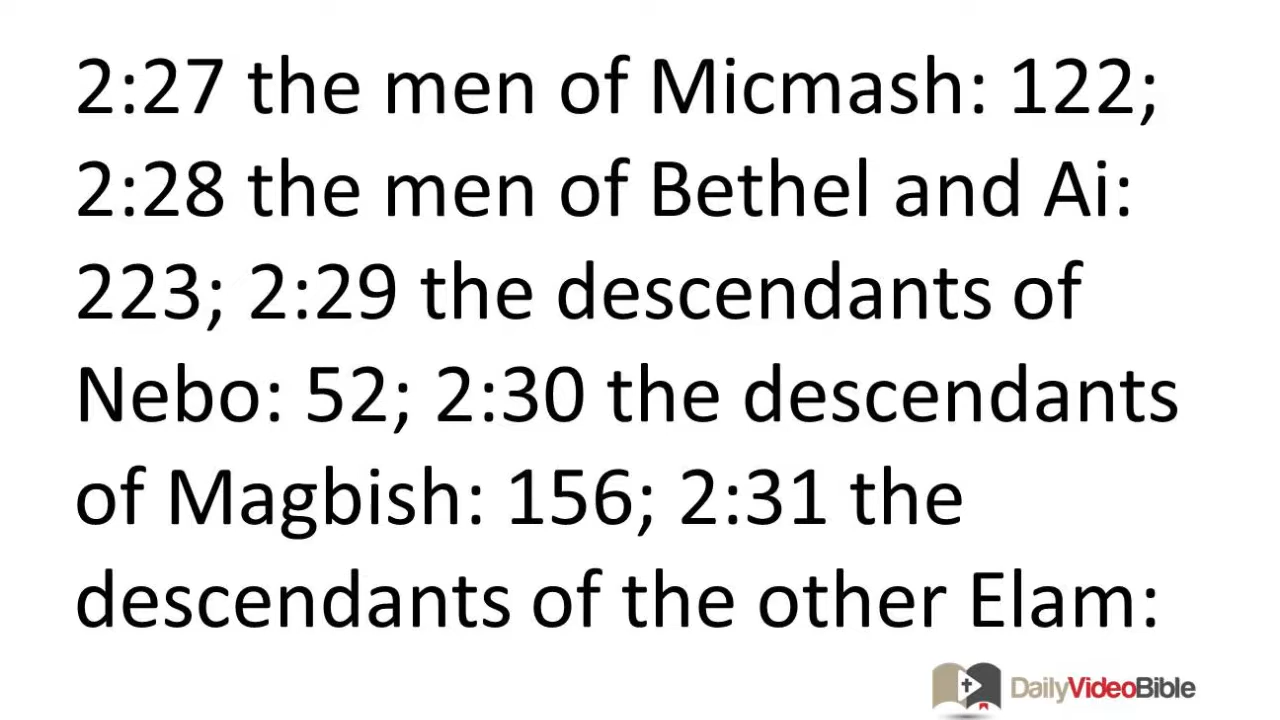 2:27 the men of Micmash: 122;
2:28 the men of Bethel and Ai:
223; 2:29 the descendants of
Nebo: 52; 2:30 the descendants
of Magbish: 156; 2:31 the
descendants of the other Elam:
DailyVideoBible